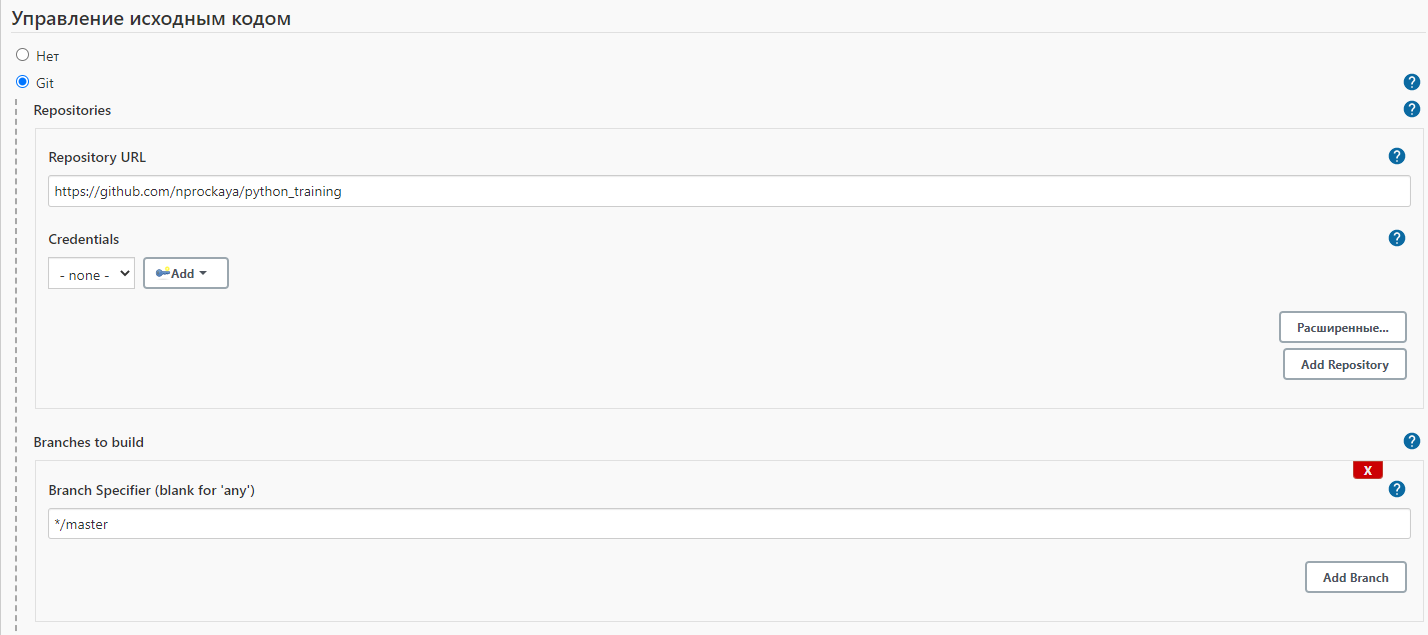 Управление исходным кодом
Нет
Git
?
Repositories
?
Repository URL
?
https://github.com/nprockaya/python_training
Credentials
?
- none -
Add
Расширенные...
Add Repository
Branches to build
?
X
Branch Specifier (blank for 'any')
?
*/master
Add Branch